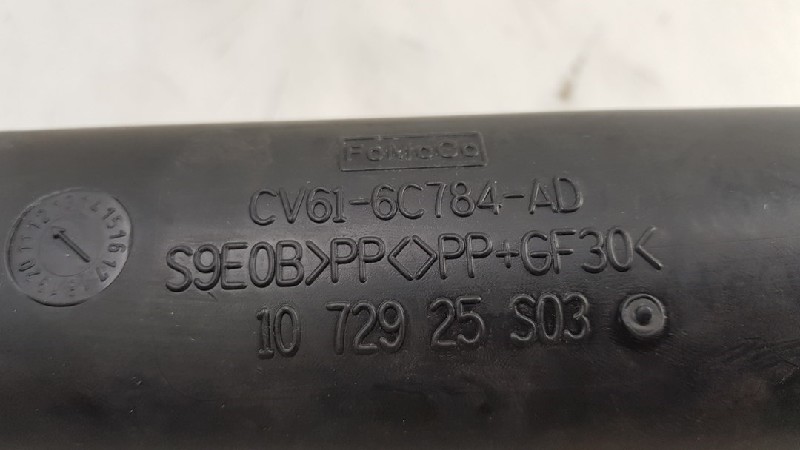 FoMoCo
CV61-6C784-AD
S9E0B>PP<>PP+GF30<
10 729 25 S03